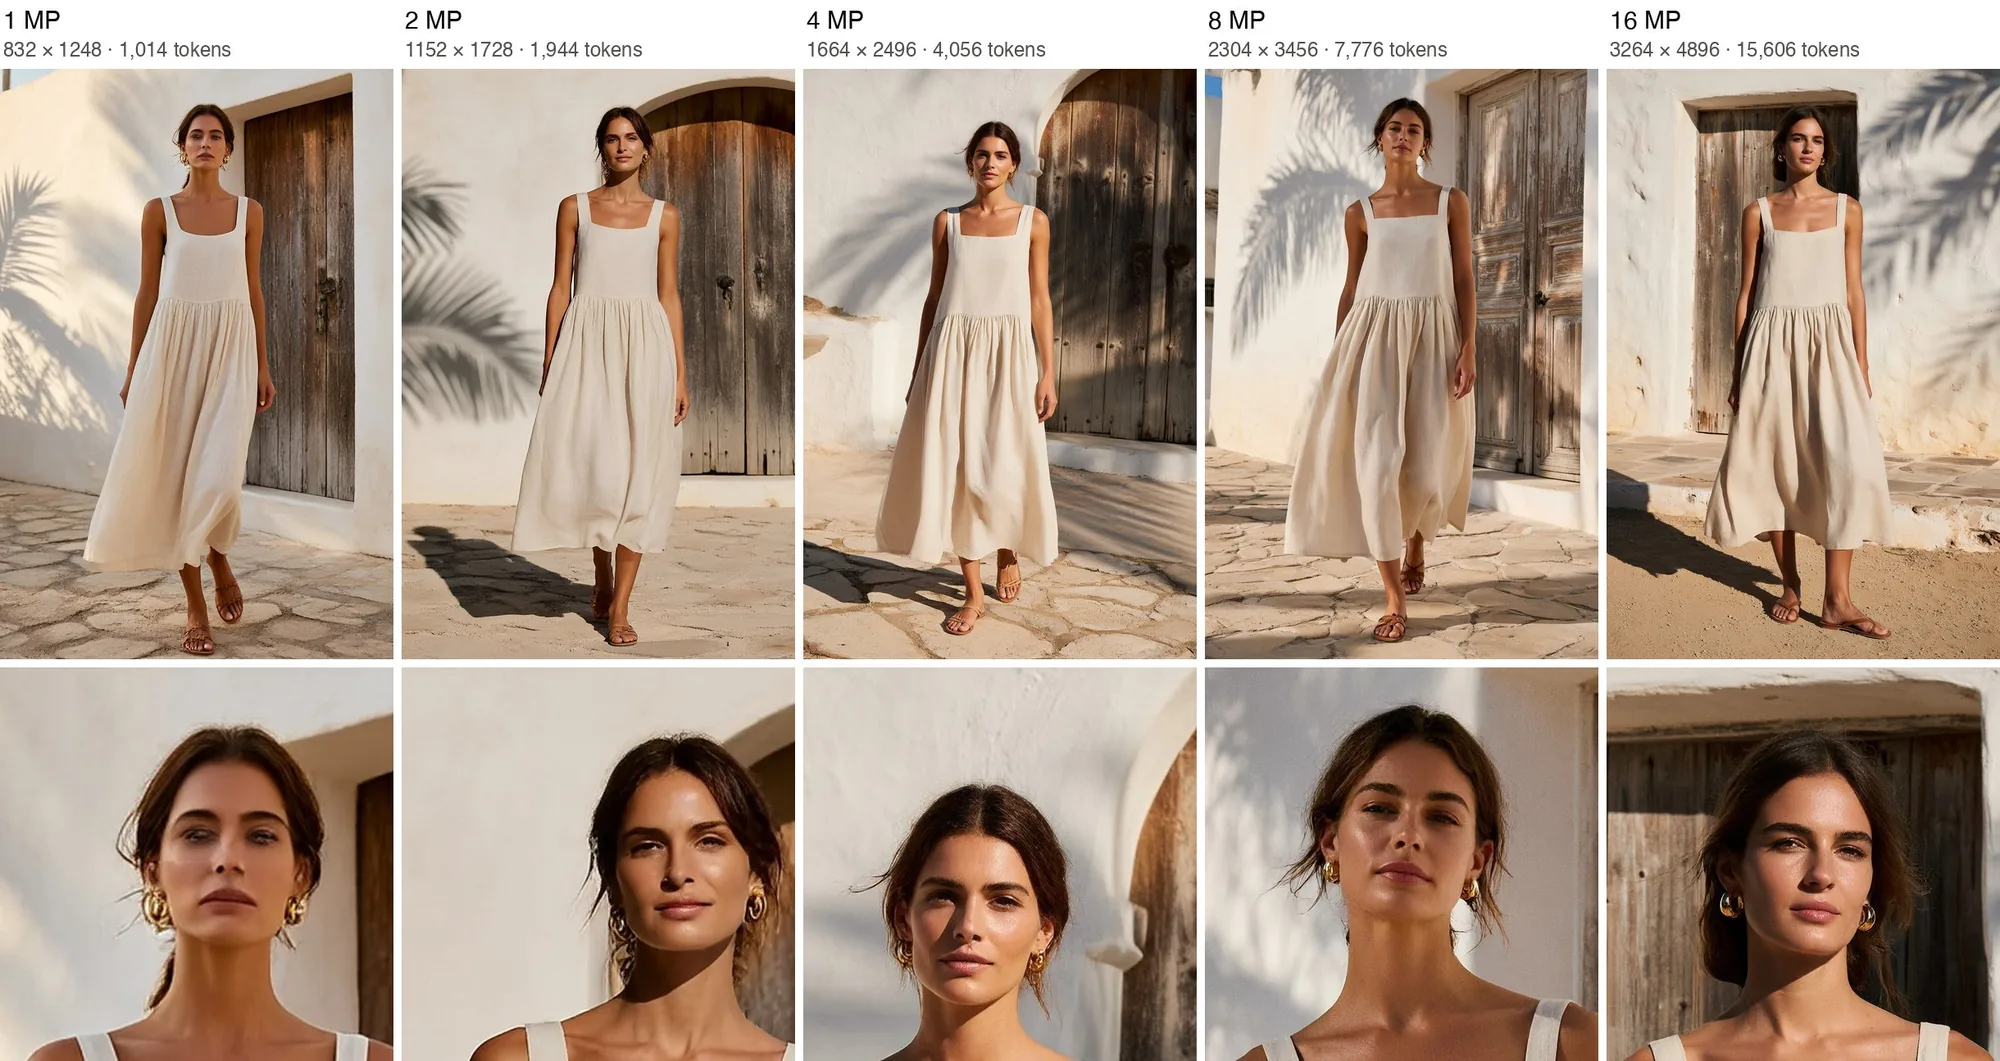 1 MP
832 × 1248 · 1,014 tokens
2 MP
1152 × 1728 · 1,944 tokens
4 MP
1664 × 2496 · 4,056 tokens
8 MP
2304 × 3456 · 7,776 tokens
16 MP
3264 × 4896 · 15,606 tokens